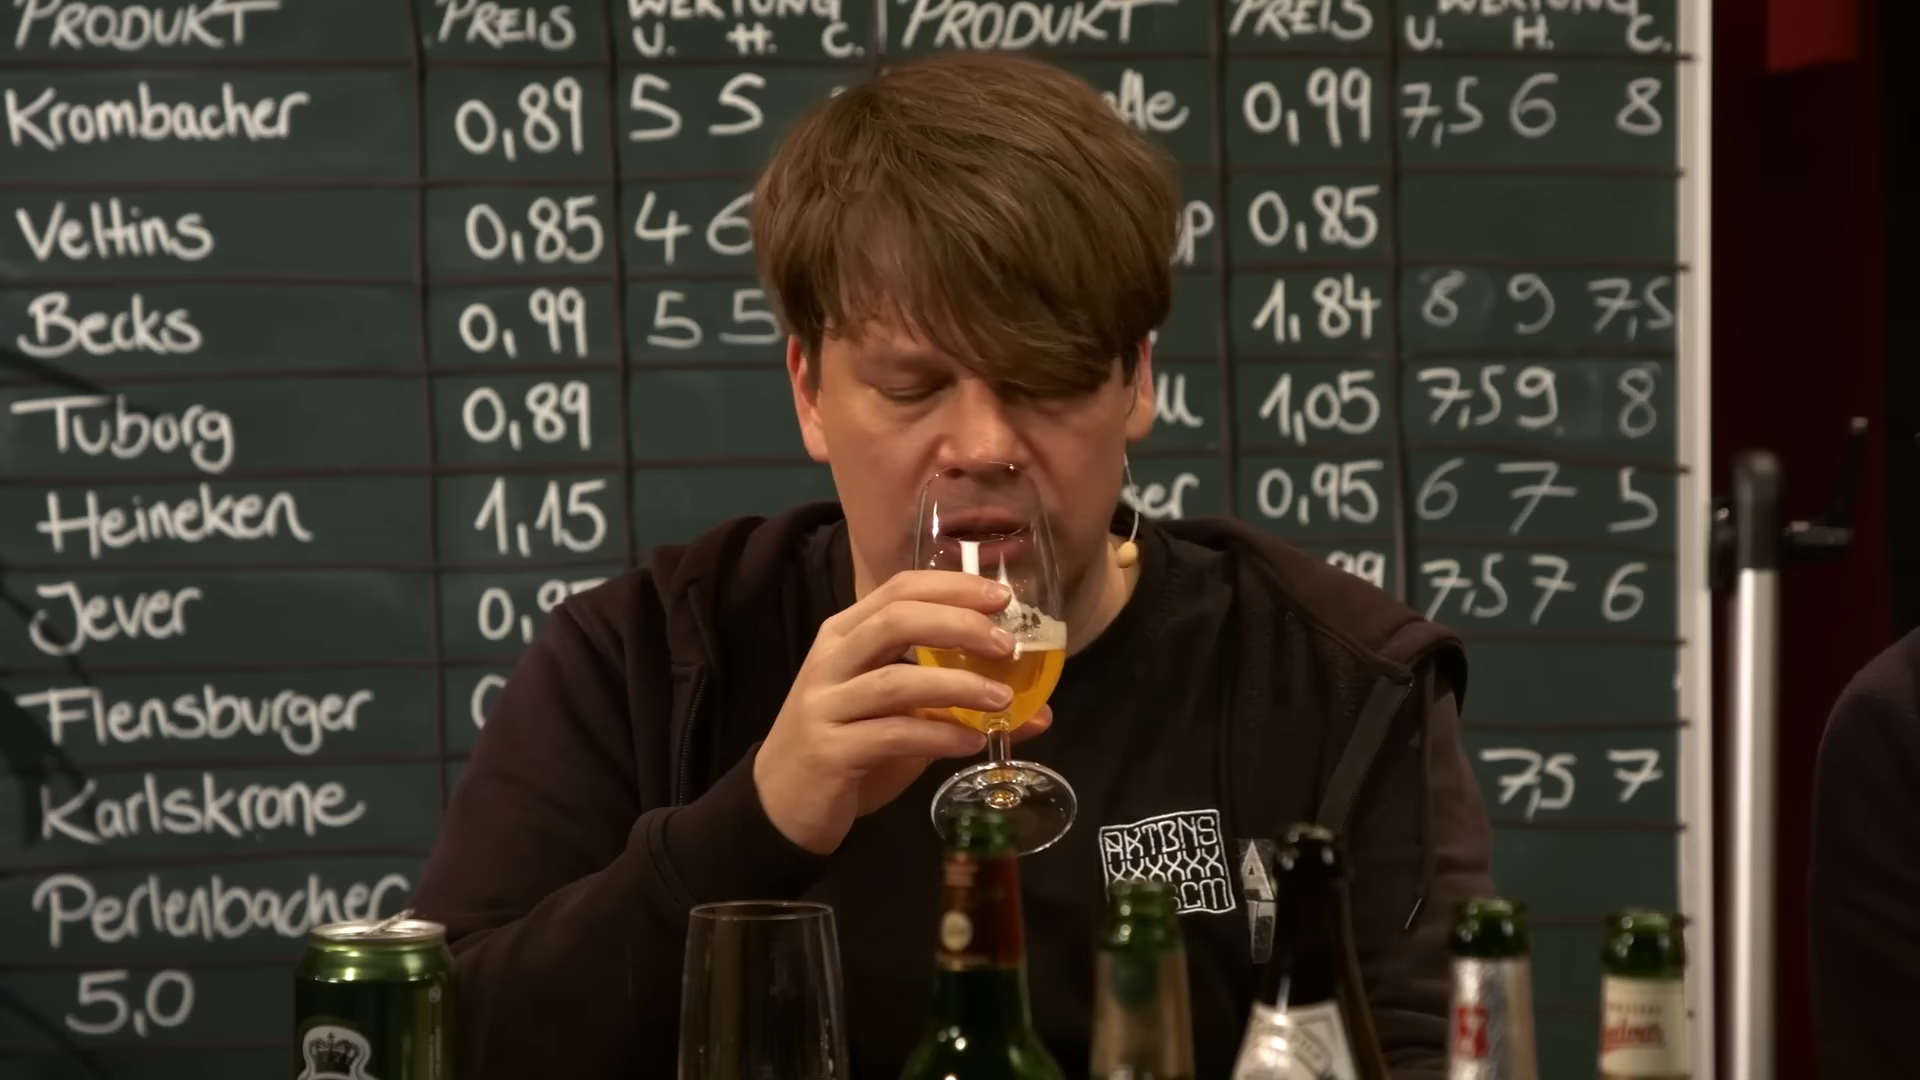 PRODUKT PREIS WERTUNG PRODUKT PREIS WERTUNG
U. H. C. U. H. C.
Krombacher 0,89 5 5 0,99 7,5 6 8
Veltins 0,85 4 6 0,85
Becks 0,99 5 5 1,84 8 9 7,5
Tuborg 0,89 1,05 7,5 9 8
Heineken 1,15 0,95 6 7 5
Jever 7,5 7 6
Flensburger
Karlskrone 7,5 7
Perlenbacher
5,0
AKTBNS